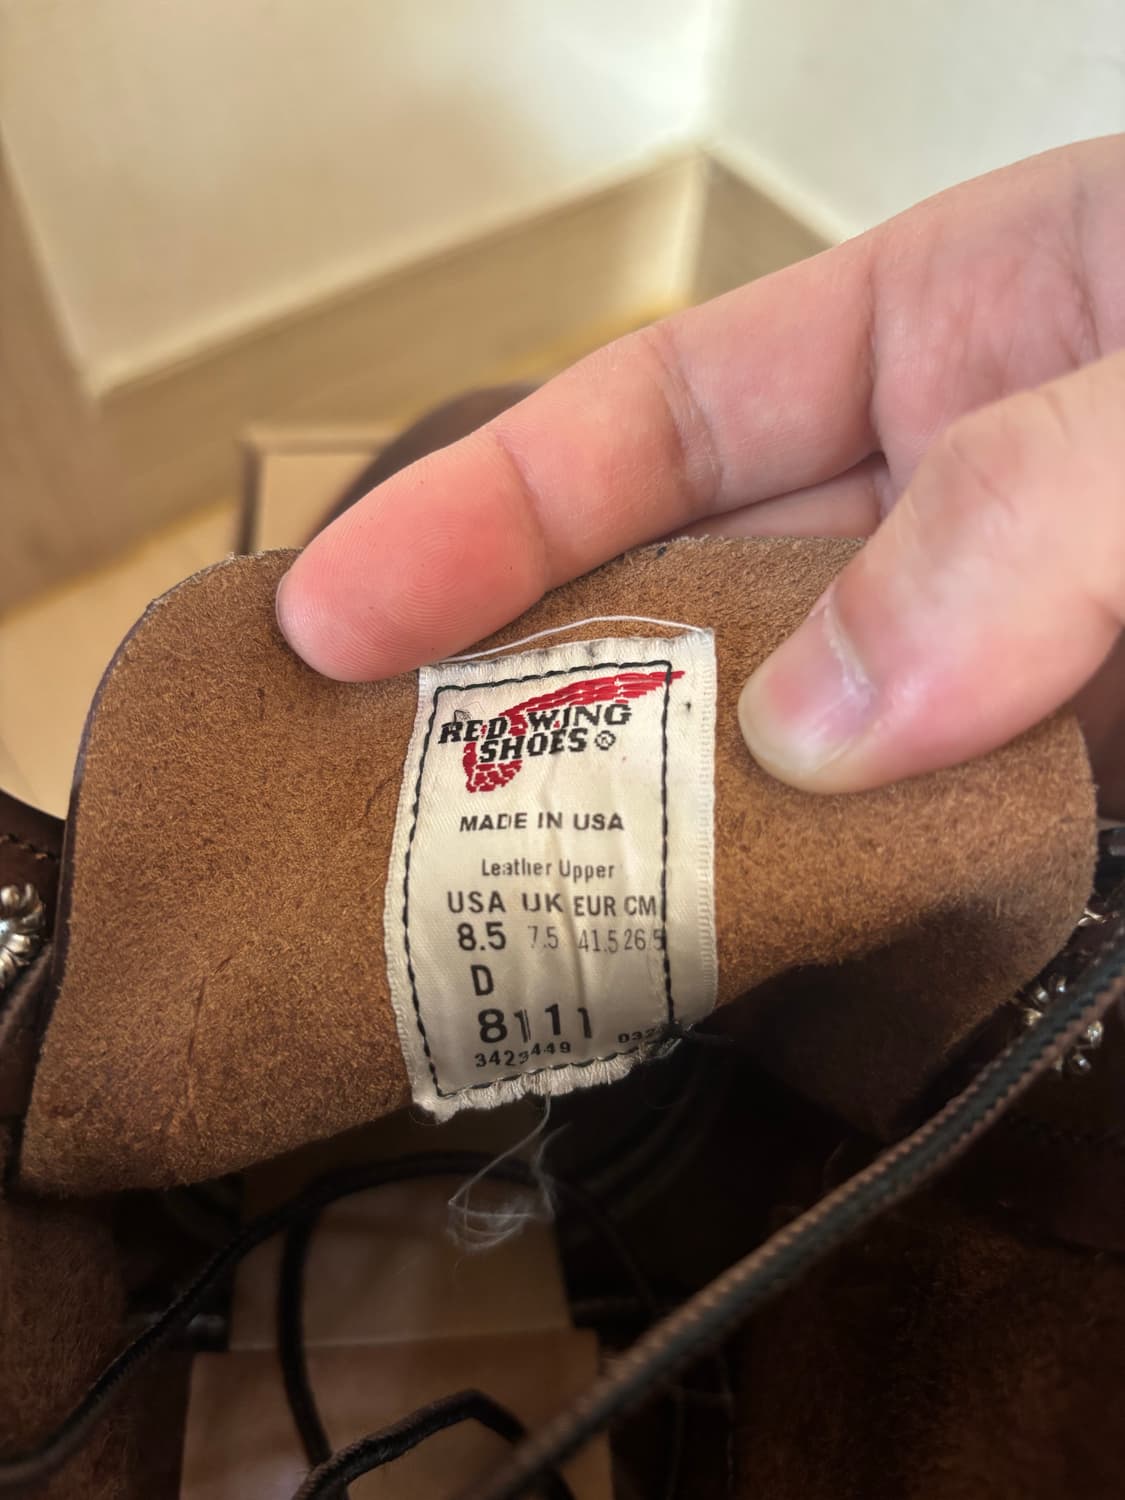 RED WING
SHOES ®
MADE IN USA
Leather Upper
USA UK EUR CM
8.5 7.5 41.5 26.5
D
8111